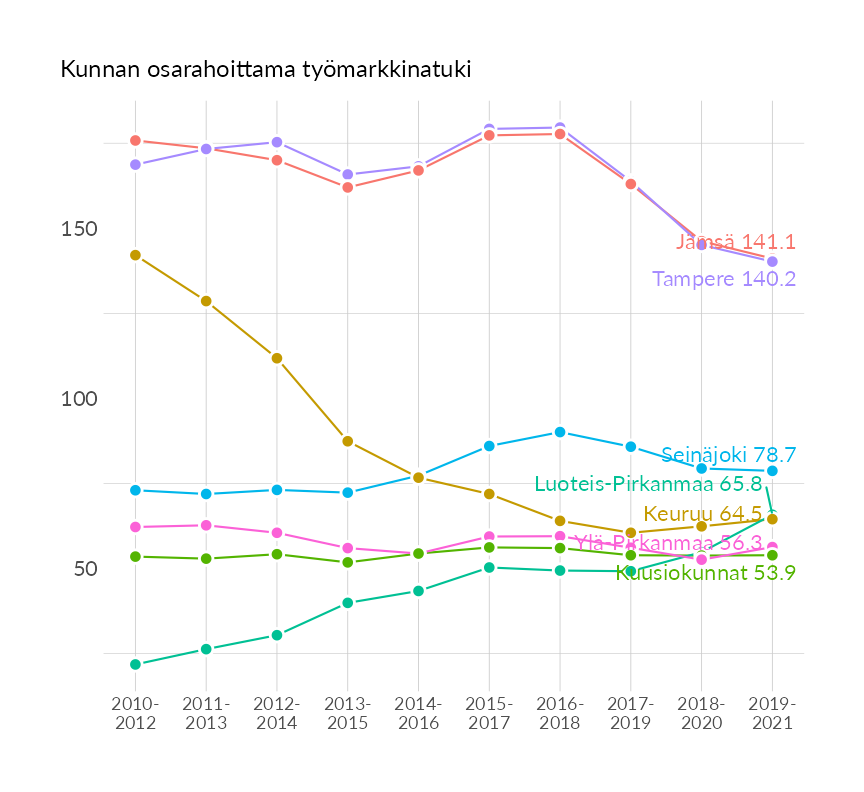 Kunnan osarahoittama työmarkkinatuki
150
100
50
Jämsä 141.1
Tampere 140.2
Seinäjoki 78.7
Luoteis-Pirkanmaa 65.8
Keuruu 64.5
Ylä-Pirkanmaa 56.3
Kuusiokunnat 53.9
2010- 2011- 2012- 2013- 2014- 2015- 2016- 2017- 2018- 2019-
2012 2013 2014 2015 2016 2017 2018 2019 2020 2021